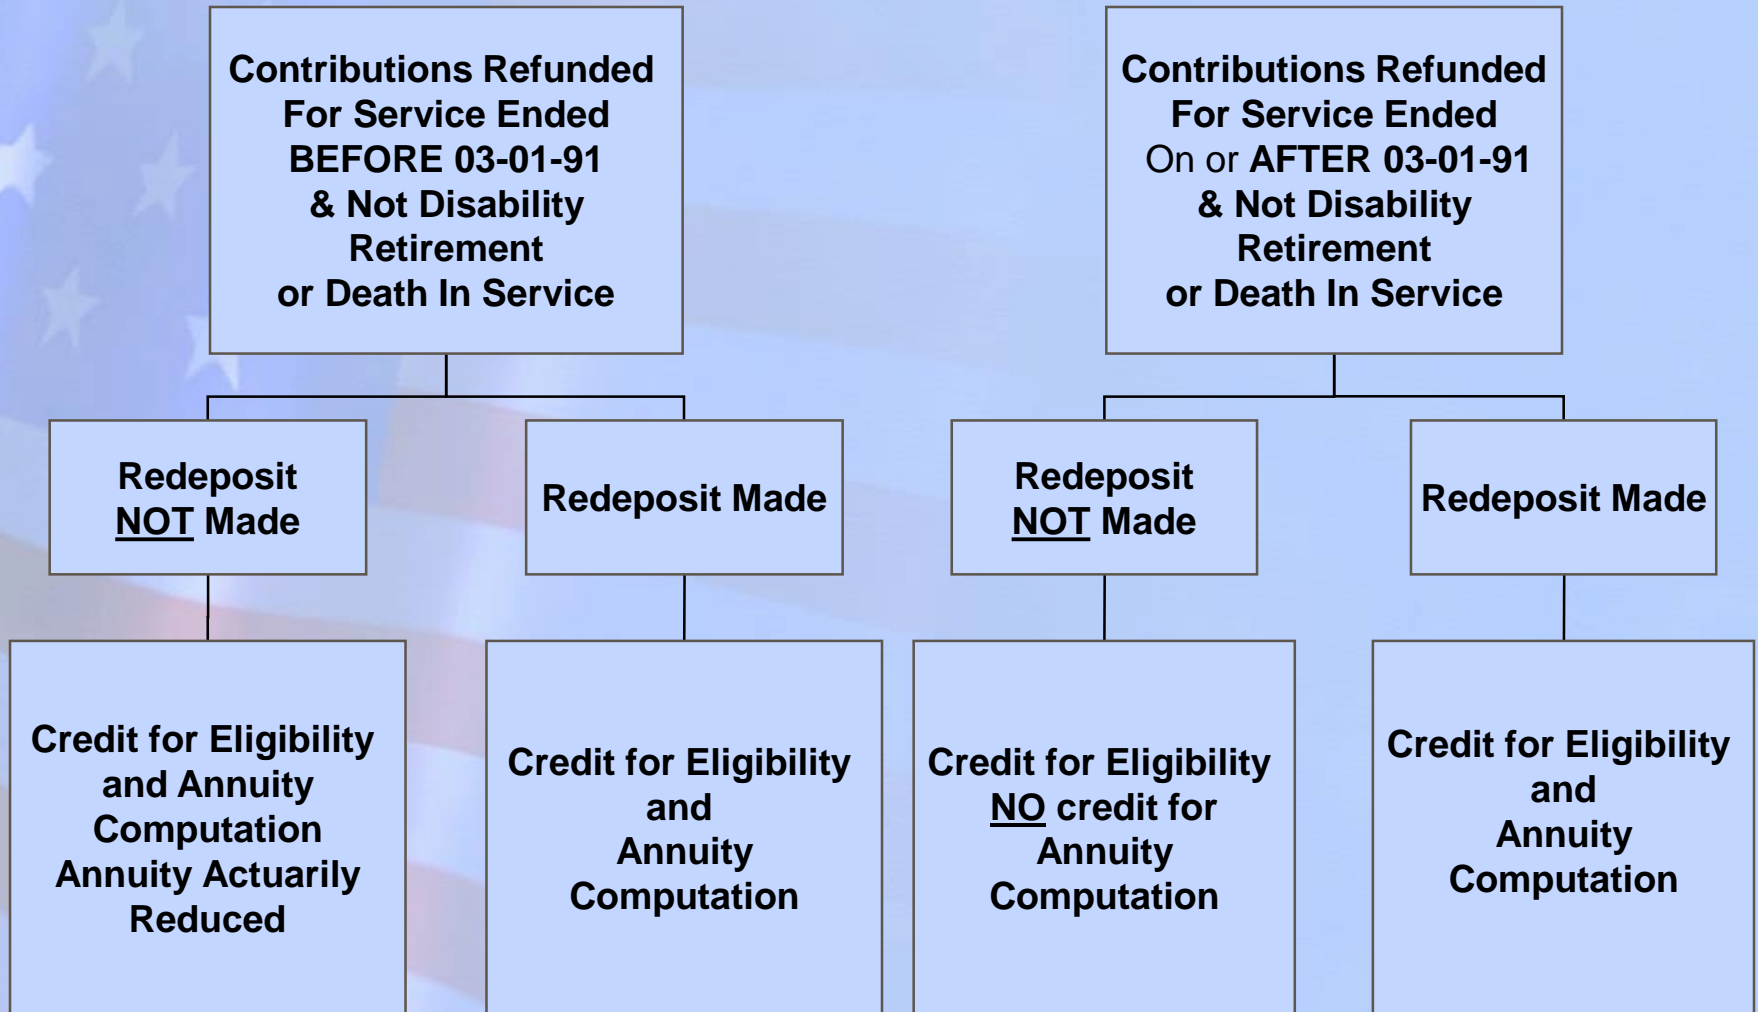 Contributions Refunded
For Service Ended
BEFORE 03-01-91
& Not Disability
Retirement
or Death In Service
Contributions Refunded
For Service Ended
On or AFTER 03-01-91
& Not Disability
Retirement
or Death In Service
Redeposit
NOT Made
Redeposit Made
Redeposit
NOT Made
Redeposit Made
Credit for Eligibility
and Annuity
Computation
Annuity Actuarily
Reduced
Credit for Eligibility
and
Annuity
Computation
Credit for Eligibility
NO credit for
Annuity
Computation
Credit for Eligibility
and
Annuity
Computation